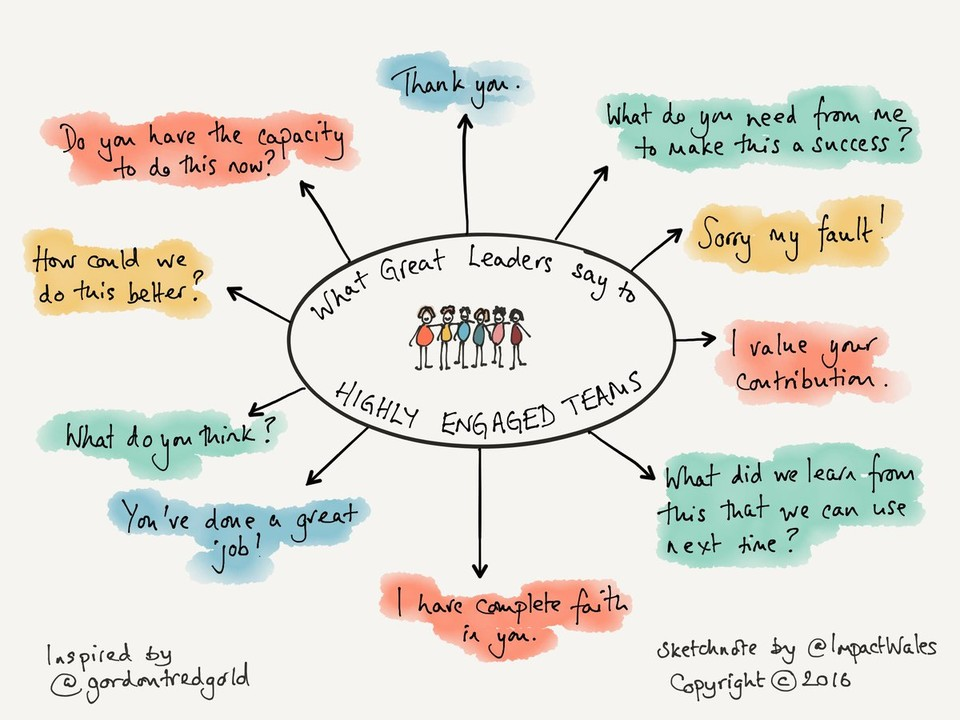 Thank you.
What do you need from me
to make this a success?
Sorry my fault!
I value your
contribution.
What did we learn from
this that we can use
next time?
I have complete faith
in you.
You've done a great
job!
What do you think?
How could we
do this better?
Do you have the capacity
to do this now?
What Great Leaders say to
HIGHLY ENGAGED TEAMS
Inspired by
@gordontredgold
Sketchnote by @ImpactWales
Copyright © 2016